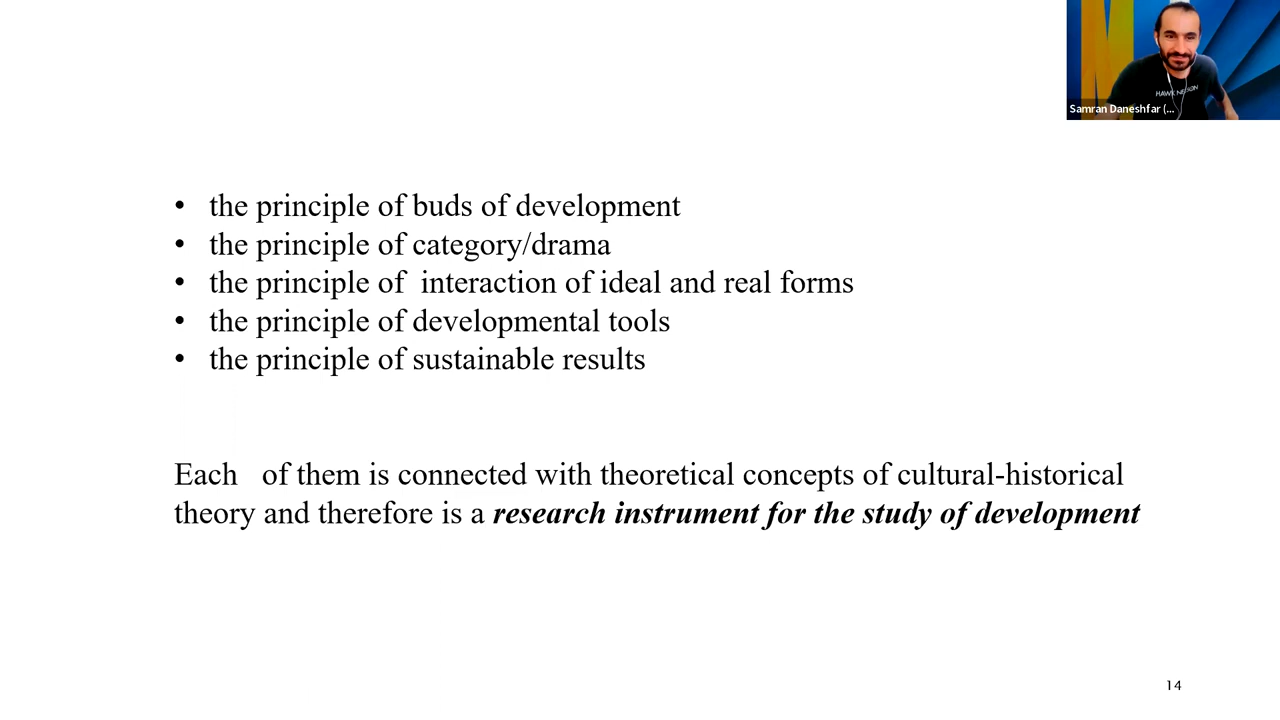 HAWK NELSON
Samran Daneshfar (...
• the principle of buds of development
• the principle of category/drama
• the principle of  interaction of ideal and real forms
• the principle of developmental tools
• the principle of sustainable results
Each   of them is connected with theoretical concepts of cultural-historical
theory and therefore is a research instrument for the study of development
14